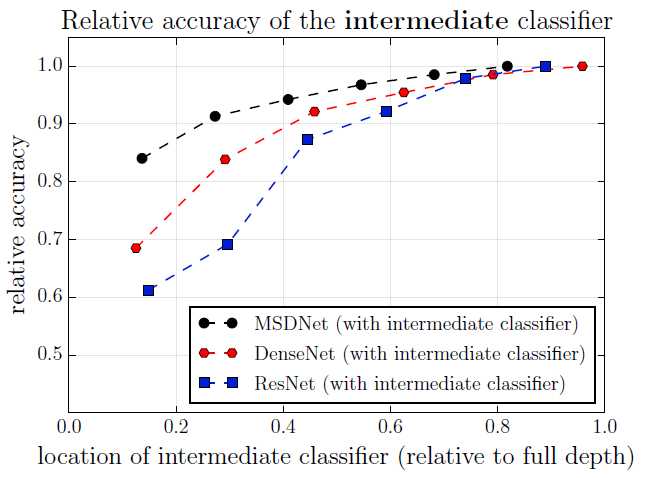 Relative accuracy of the intermediate classifier
relative accuracy
1.0
0.9
0.8
0.7
0.6
0.5
MSDNet (with intermediate classifier)
DenseNet (with intermediate classifier)
ResNet (with intermediate classifier)
0.0 0.2 0.4 0.6 0.8 1.0
location of intermediate classifier (relative to full depth)